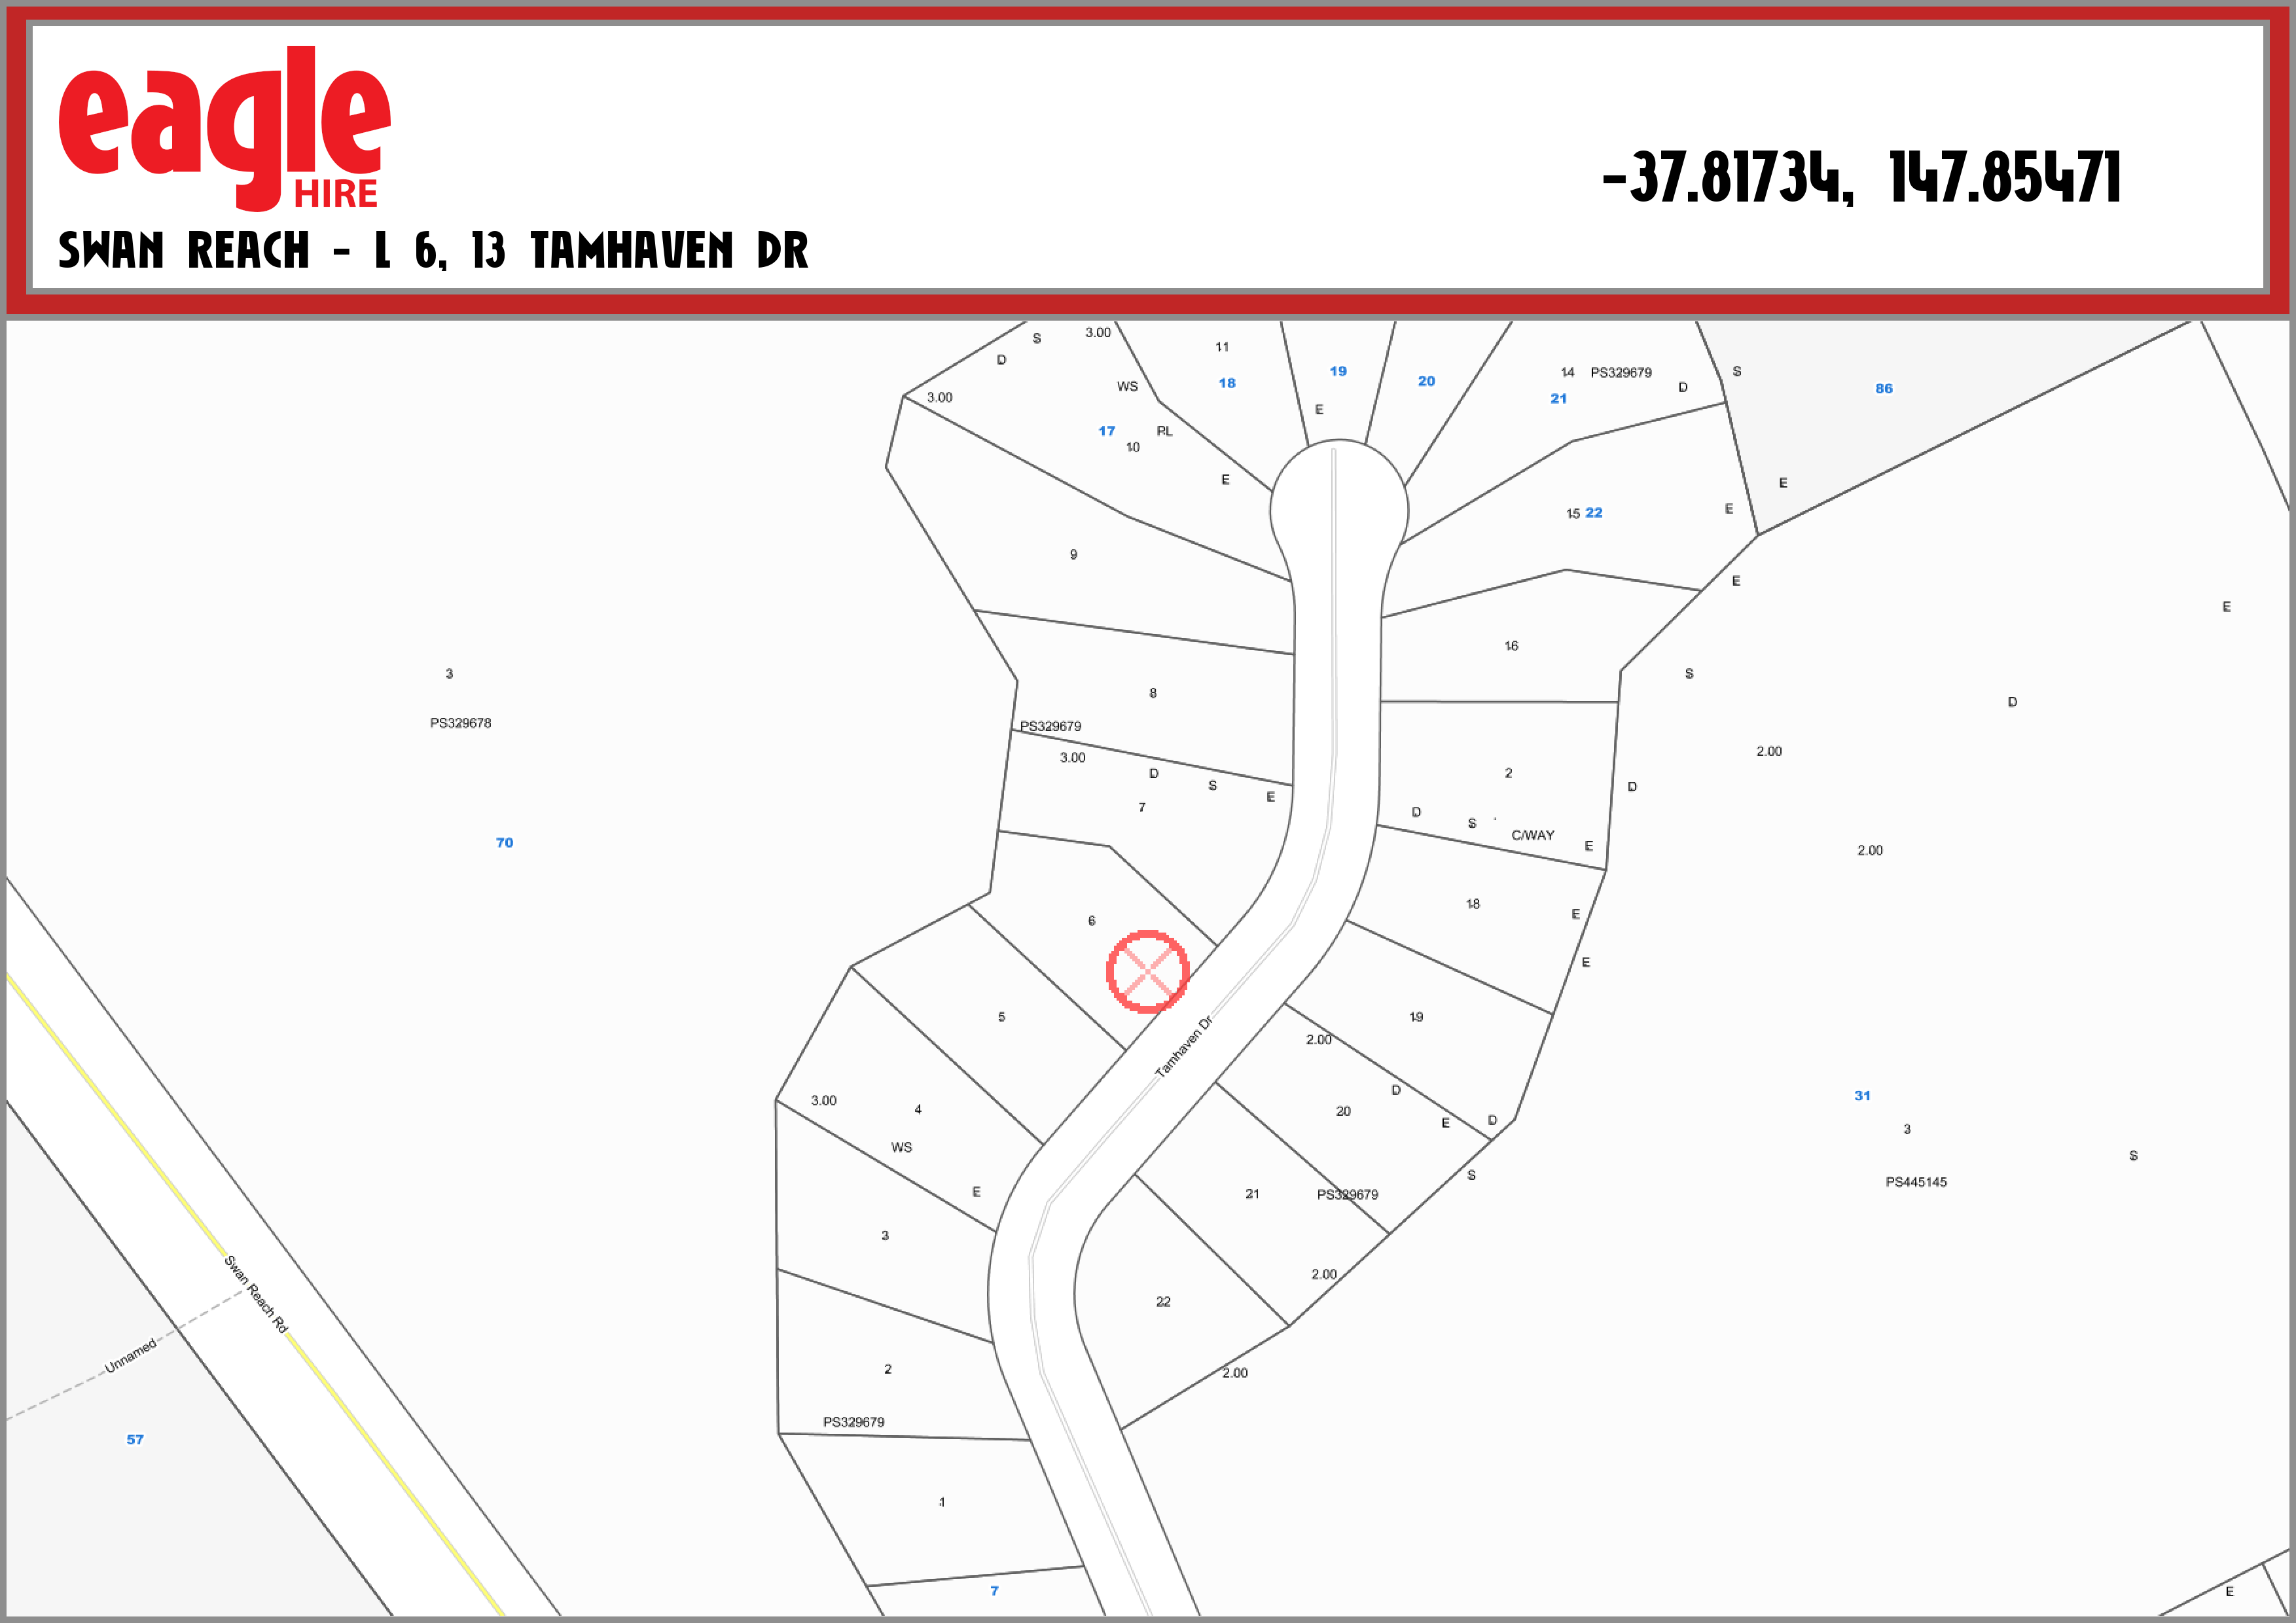 eagle
HIRE
-37.81734, 147.85471
SWAN REACH - L 6, 13 TAMHAVEN DR
3.00
S
D
11
18
19
20
14 PS329679
21
D
S
86
3.00
WS
E
17
RL
10
E
E
15 22
E
9
E
E
16
3
S
8
D
PS329678
PS329679
2.00
3.00
D
S
E
2
D
7
D
S
C/WAY
E
70
2.00
18
E
6
E
5
19
Tamhaven Dr
2.00
D
31
3.00
4
20
E
D
3
WS
S
S
E
21
PS329679
PS445145
3
2.00
22
Swan Reach Rd
Unnamed
2
2.00
PS329679
57
1
7
E